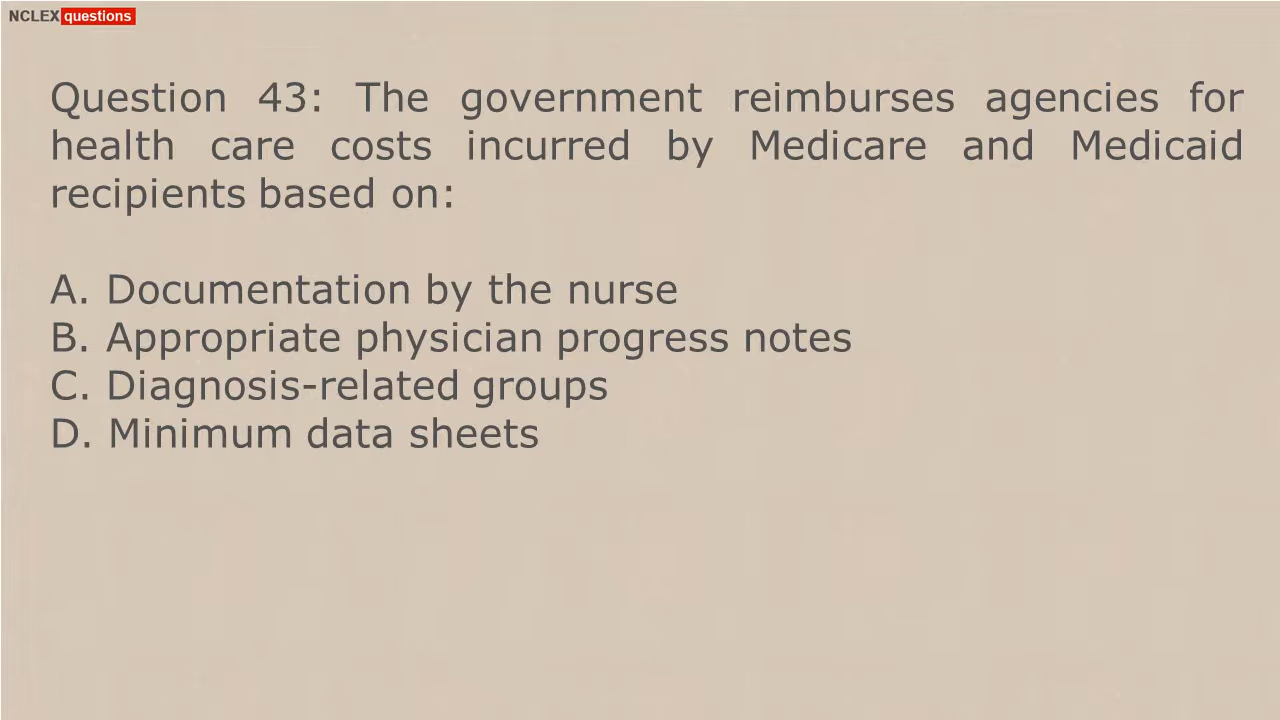 NCLEX questions
Question 43: The government reimburses agencies for
health care costs incurred by Medicare and Medicaid
recipients based on:
A. Documentation by the nurse
B. Appropriate physician progress notes
C. Diagnosis-related groups
D. Minimum data sheets